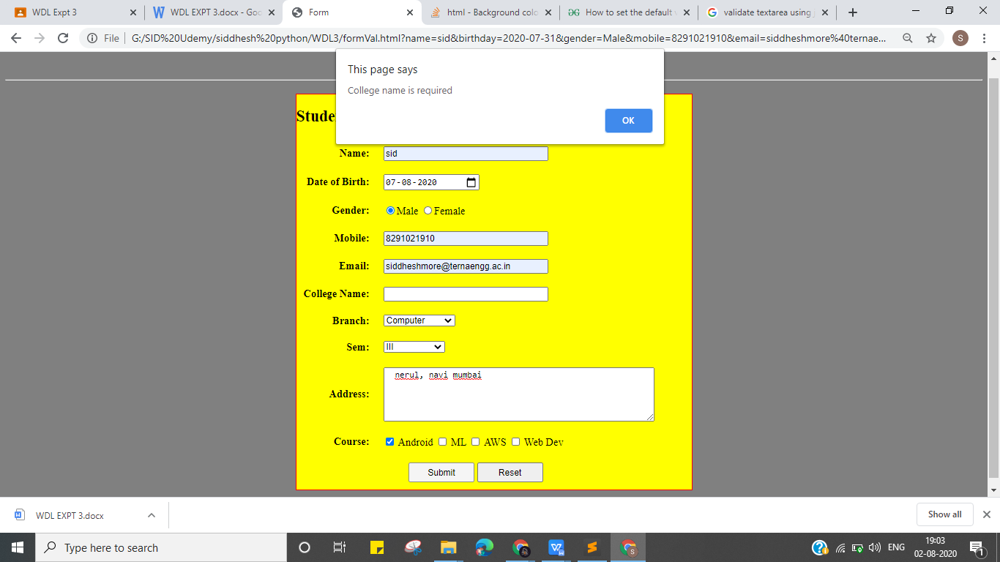 WDL Expt 3
WDL EXPT 3.docx - Goo
Form
html - Background colo
How to set the default v
validate textarea using j
File
G:/SID%20Udemy/siddhesh%20python/WDL3/formVal.html?name=sid&birthday=2020-07-31&gender=Male&mobile=8291021910&email=siddheshmore%40ternae...
S
This page says
College name is required
OK
Stude
Name: sid
Date of Birth: 07-08-2020
Gender: Male Female
Mobile: 8291021910
Email: siddheshmore@ternaengg.ac.in
College Name:
Branch: Computer
Sem: III
Address: nerul, navi mumbai
Course: Android ML AWS Web Dev
Submit Reset
WDL EXPT 3.docx
Show all
Type here to search
ENG
19:03
02-08-2020
1